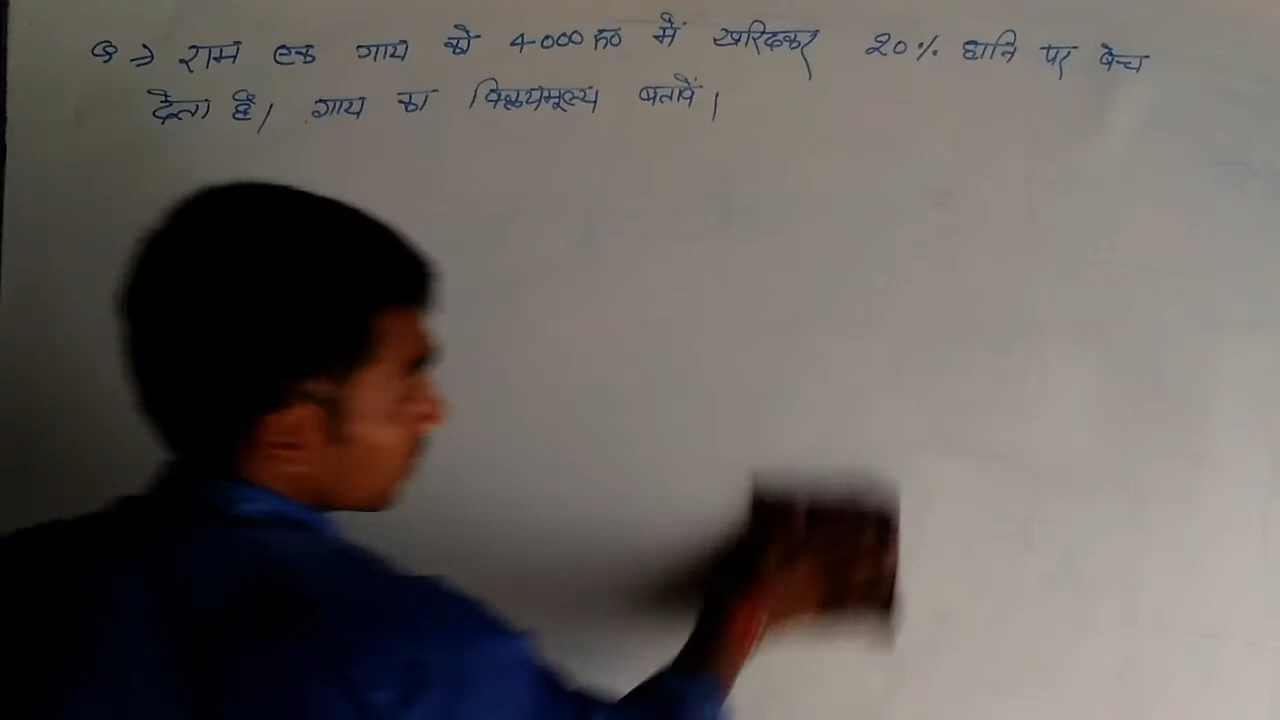 Q ⇒ राम एक गाय को 4000 रु० में खरिदकर 20% हानि पर बेच
देता है। गाय का विक्रयमूल्य बतावें।